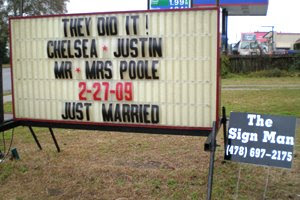 THEY DID IT!
CHELSEA * JUSTIN
MR * MRS POOLE
2-27-09
JUST MARRIED
The
Sign Man
(478) 697-2175